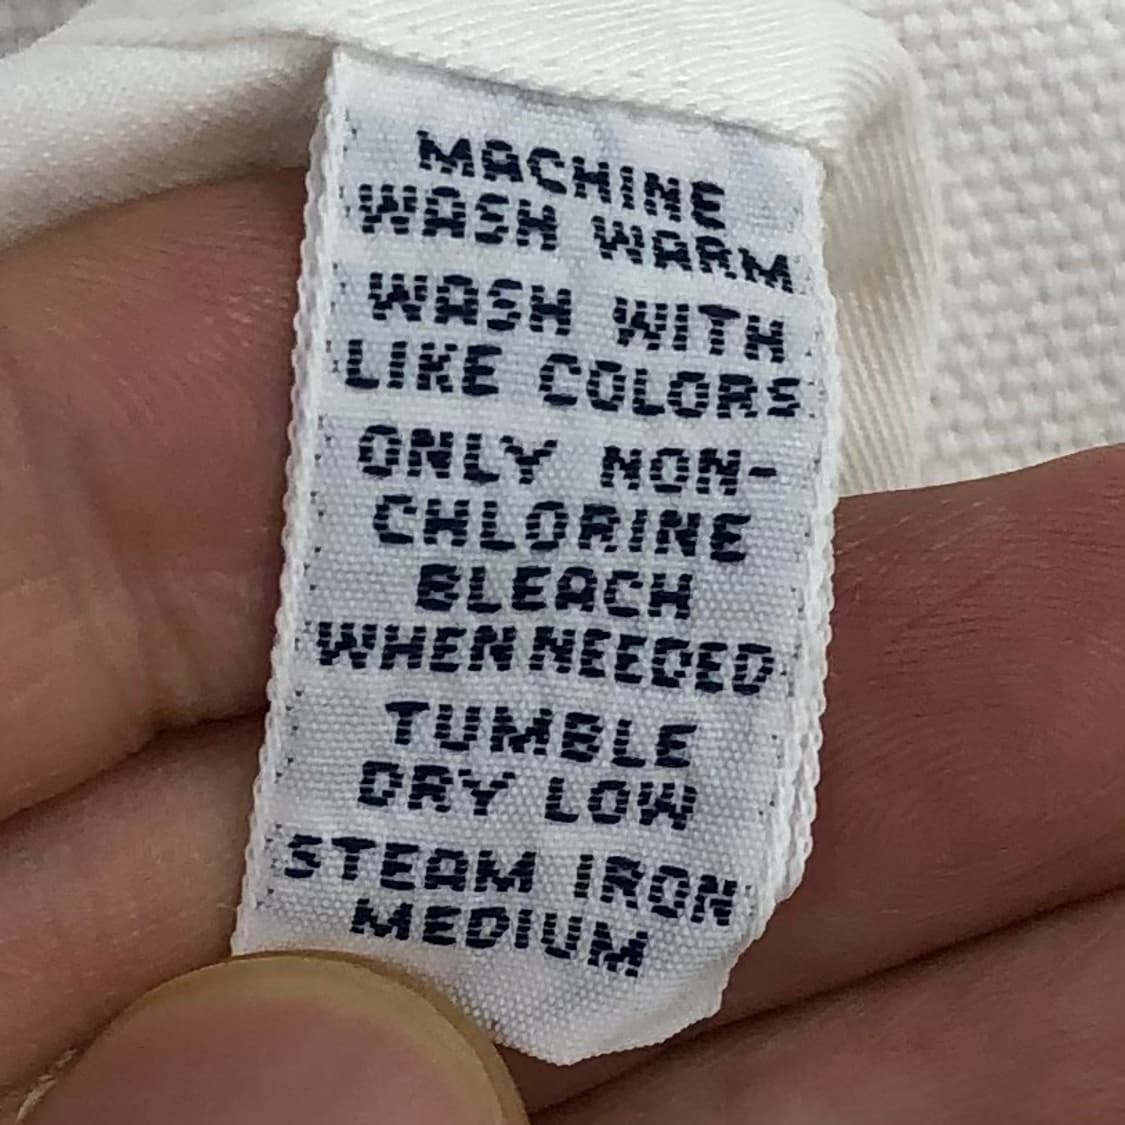 MACHINE
WASH WARM
WASH WITH
LIKE COLORS
ONLY NON-
CHLORINE
BLEACH
WHEN NEEDED
TUMBLE
DRY LOW
STEAM IRON
MEDIUM